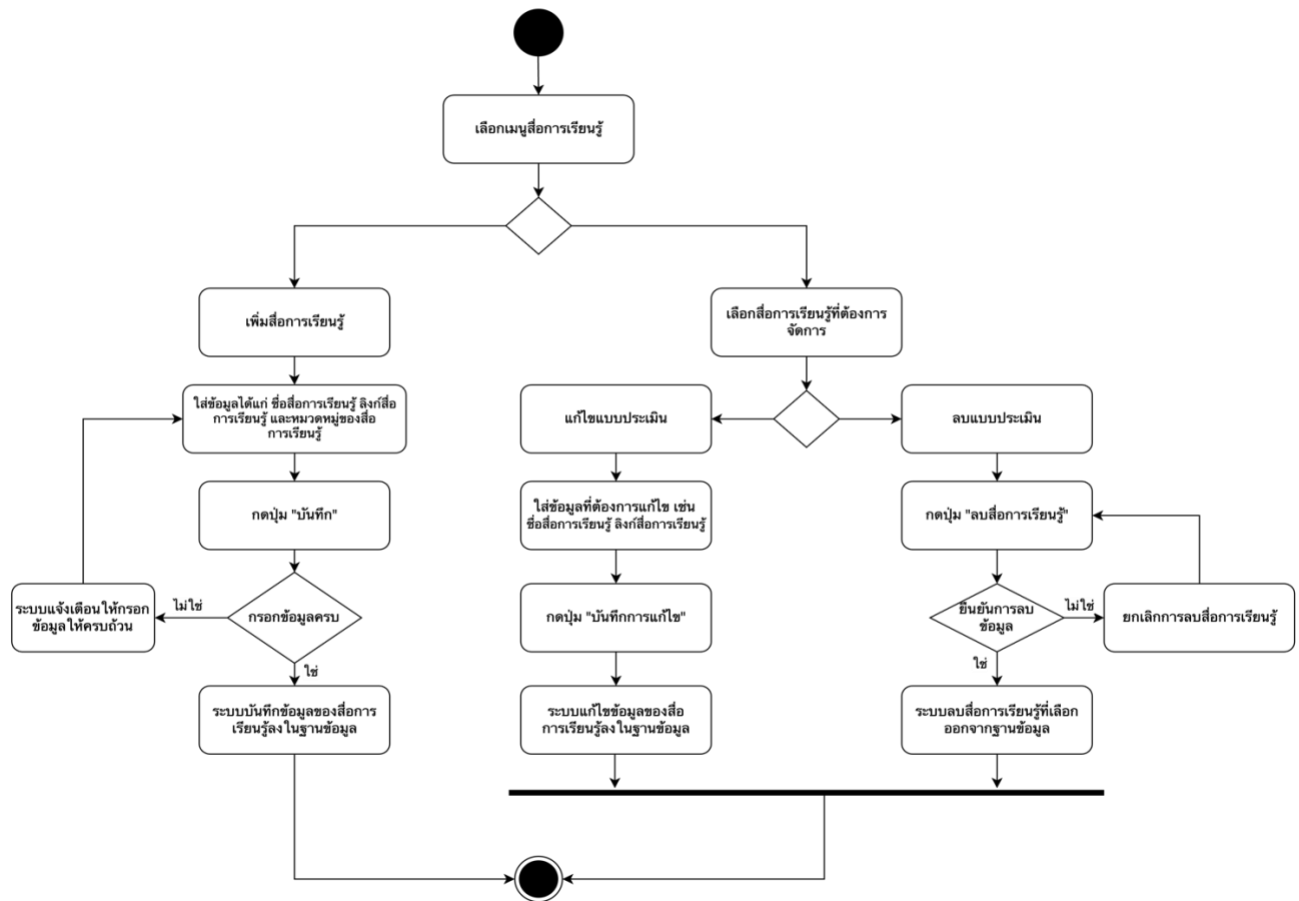 เลือกเมนูสื่อการเรียนรู้
เพิ่มสื่อการเรียนรู้
เลือกสื่อการเรียนรู้ที่ต้องการ
จัดการ
ใส่ข้อมูลได้แก่ ชื่อสื่อการเรียนรู้ ลิงก์สื่อ
การเรียนรู้ และหมวดหมู่ของสื่อ
การเรียนรู้
แก้ไขแบบประเมิน
ลบแบบประเมิน
กดปุ่ม "บันทึก"
ใส่ข้อมูลที่ต้องการแก้ไข เช่น
ชื่อสื่อการเรียนรู้ ลิงก์สื่อการเรียนรู้
กดปุ่ม "ลบสื่อการเรียนรู้"
ระบบแจ้งเตือนให้กรอก
ข้อมูลให้ครบถ้วน
ไม่ใช่
กรอกข้อมูลครบ
ใช่
กดปุ่ม "บันทึกการแก้ไข"
ยืนยันการลบ
ข้อมูล
ไม่ใช่
ยกเลิกการลบสื่อการเรียนรู้
ใช่
ระบบบันทึกข้อมูลของสื่อการ
เรียนรู้ลงในฐานข้อมูล
ระบบแก้ไขข้อมูลของสื่อ
การเรียนรู้ลงในฐานข้อมูล
ระบบลบสื่อการเรียนรู้ที่เลือก
ออกจากฐานข้อมูล